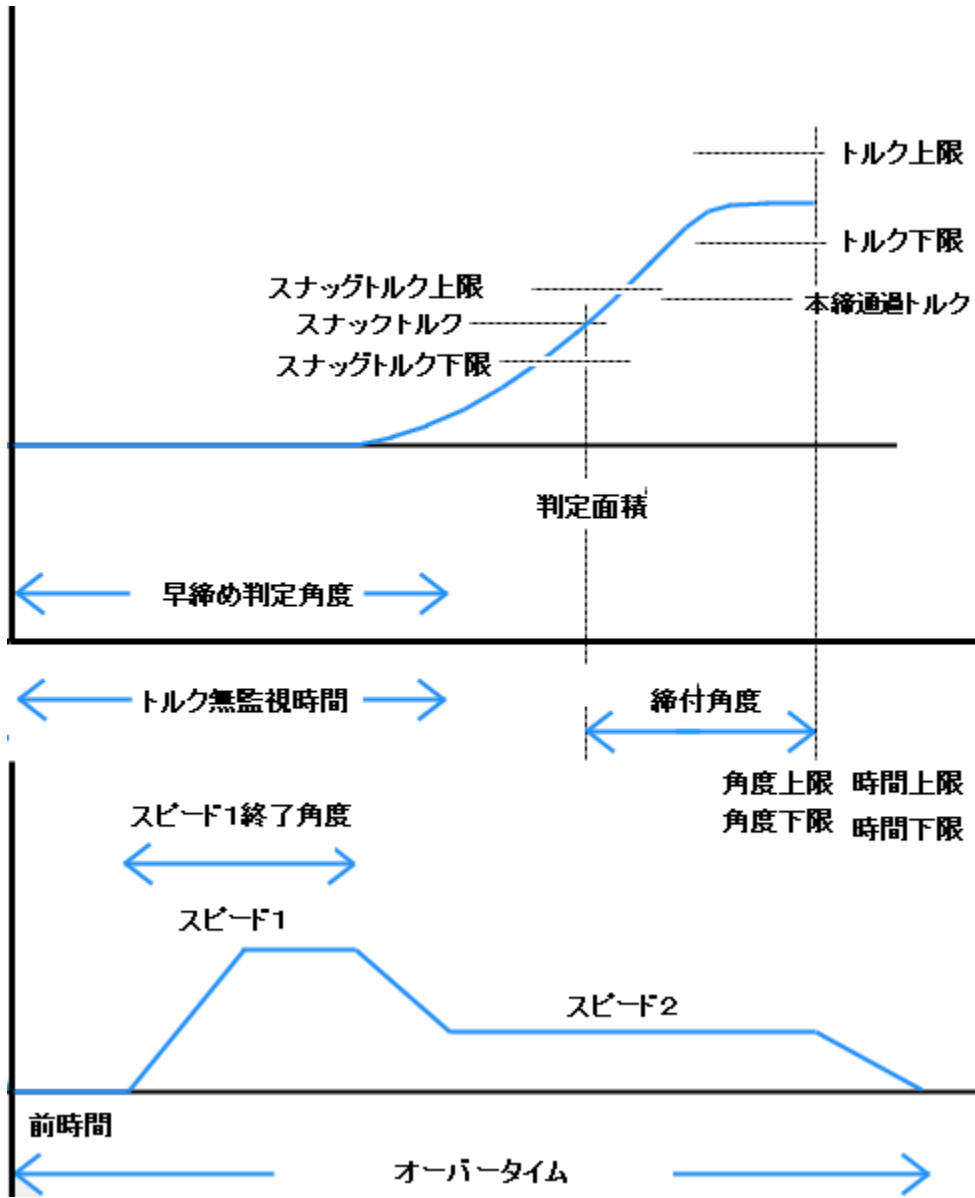 トルク上限
トルク下限
スナッグトルク上限
本締通過トルク
スナックトルク
スナッグトルク下限
判定面積
早締め判定角度
トルク無監視時間
締付角度
角度上限 時間上限
角度下限 時間下限
スピード1終了角度
スピード1
スピード2
前時間
オーバータイム